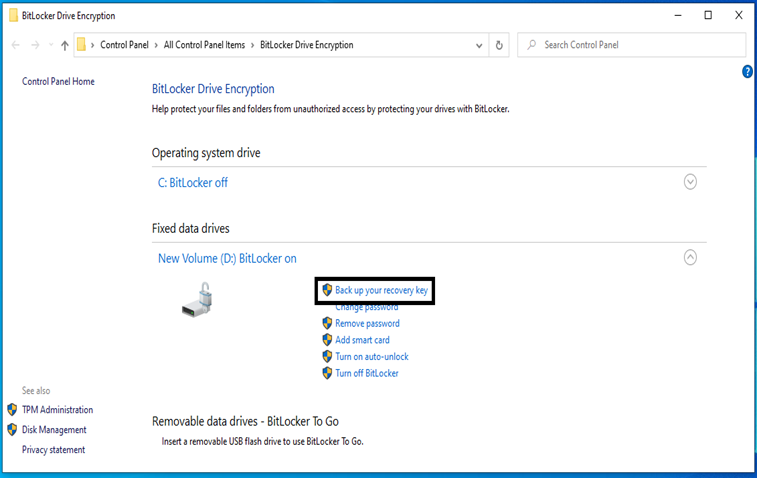 BitLocker Drive Encryption
Control Panel > All Control Panel Items > BitLocker Drive Encryption
Search Control Panel
Control Panel Home
BitLocker Drive Encryption
Help protect your files and folders from unauthorized access by protecting your drives with BitLocker.
Operating system drive
C: BitLocker off
Fixed data drives
New Volume (D:) BitLocker on
Back up your recovery key
Change password
Remove password
Add smart card
Turn on auto-unlock
Turn off BitLocker
See also
TPM Administration
Disk Management
Privacy statement
Removable data drives - BitLocker To Go
Insert a removable USB flash drive to use BitLocker To Go.